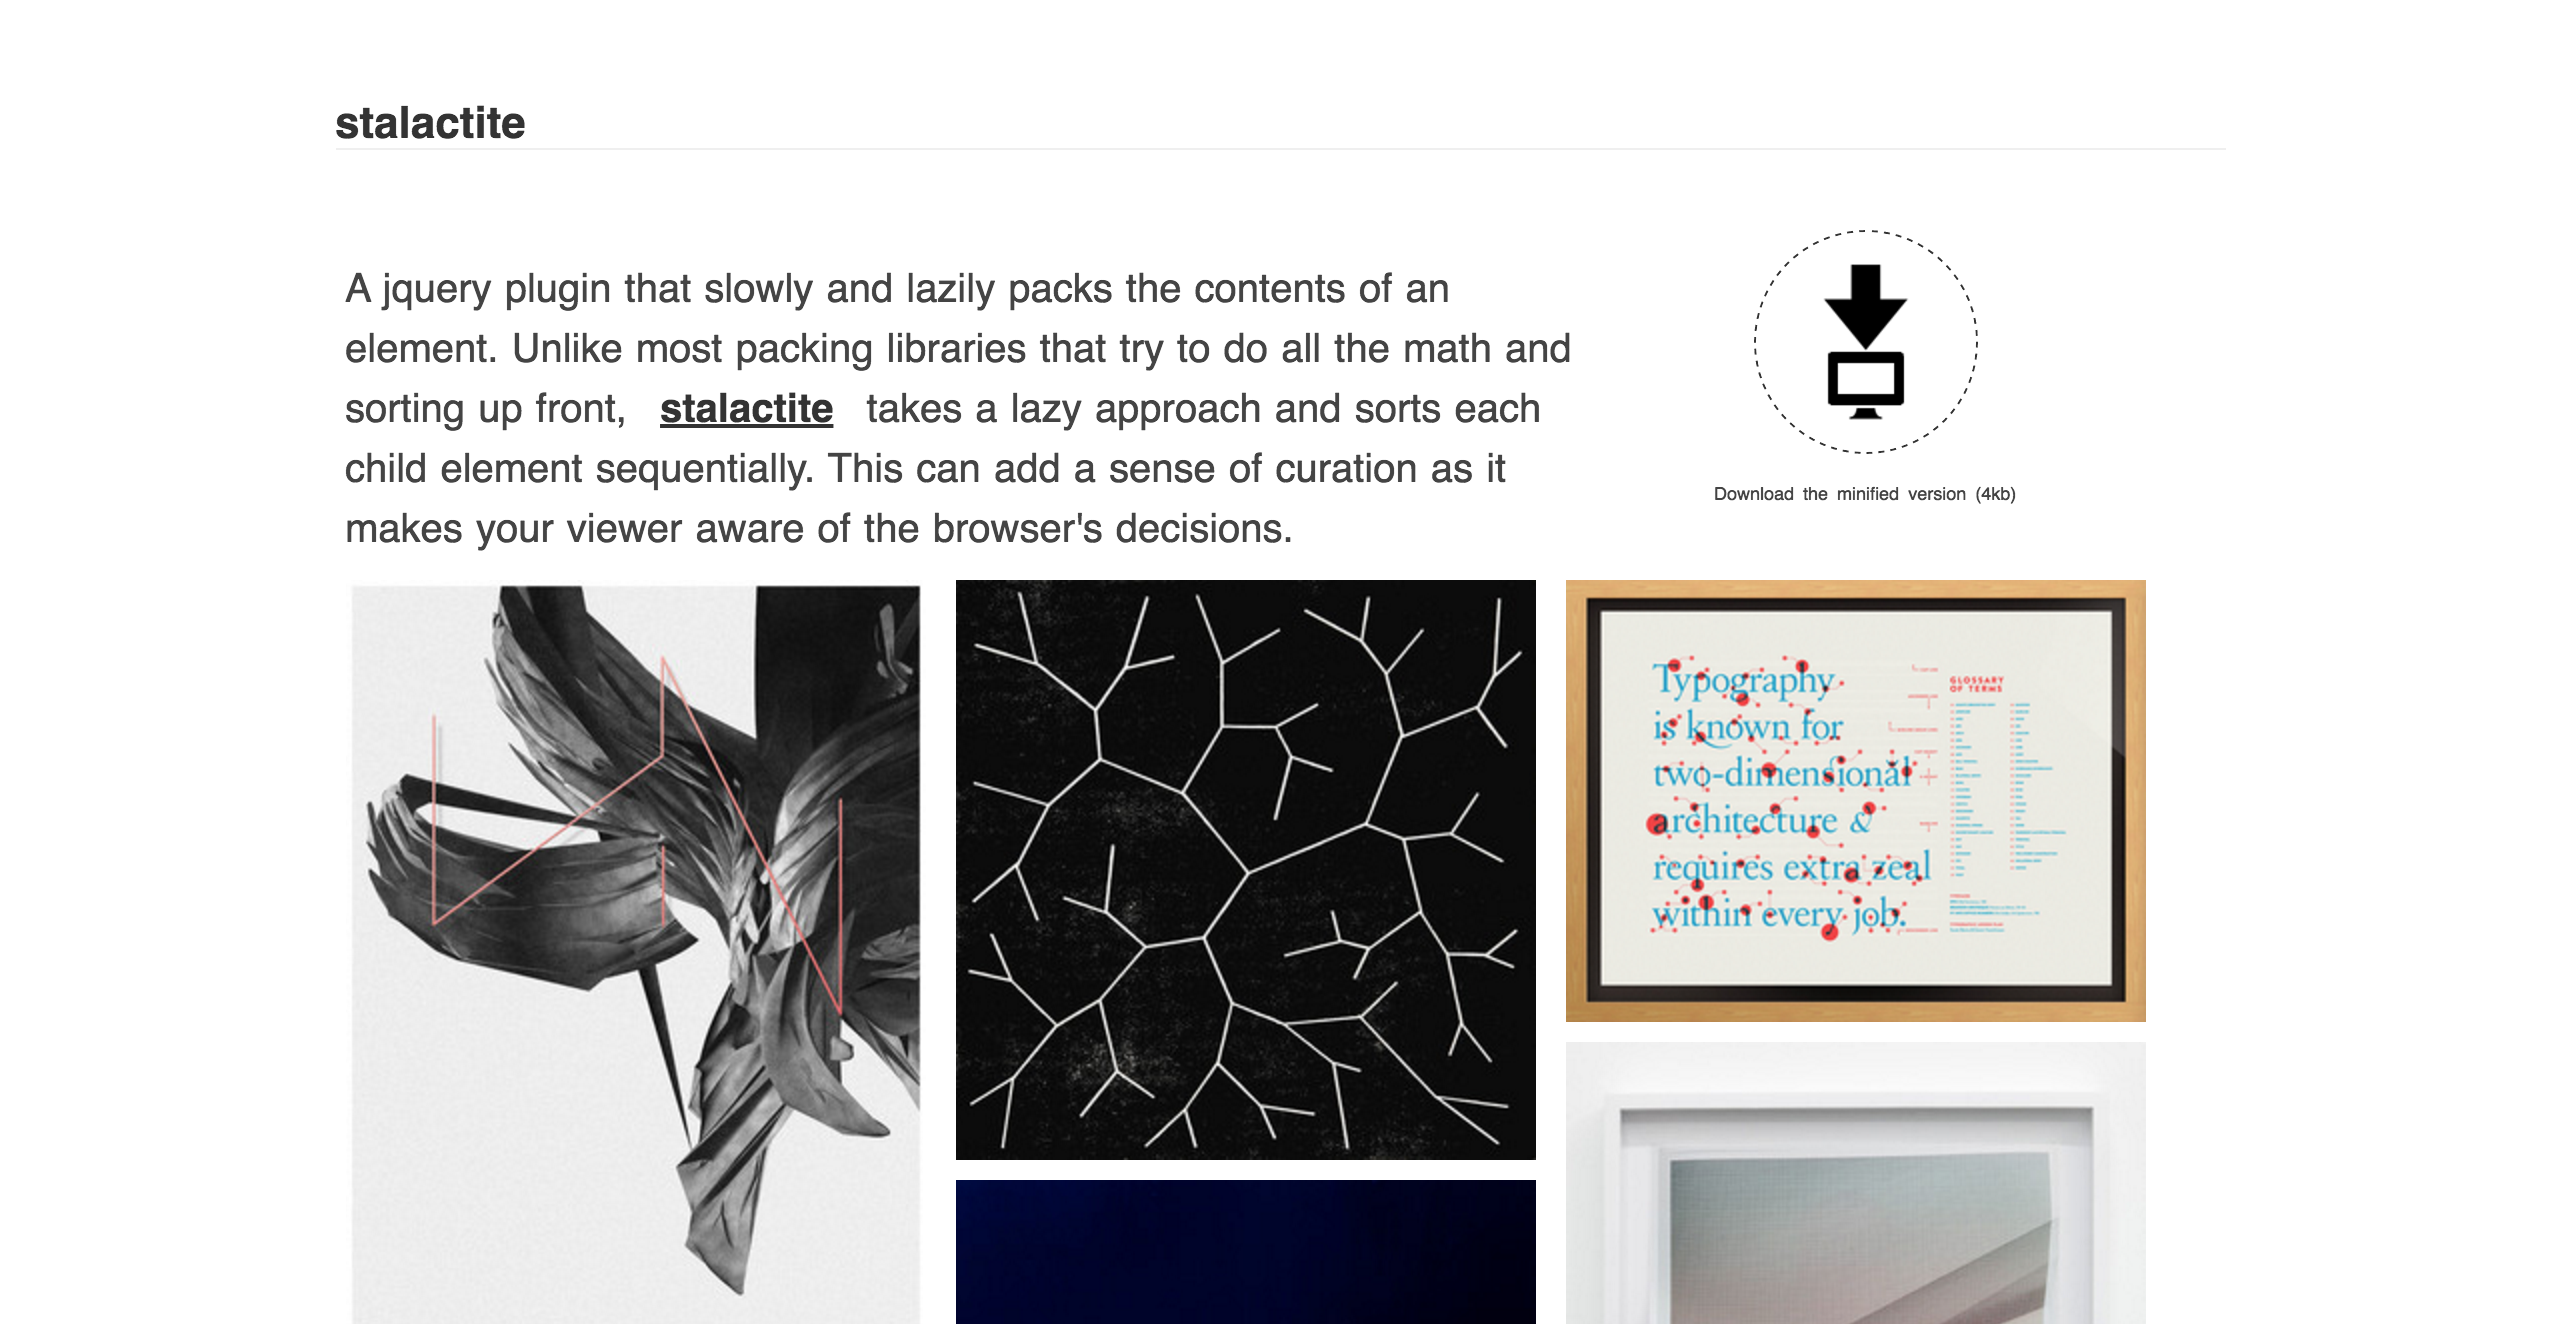 stalactite
A jquery plugin that slowly and lazily packs the contents of an
element. Unlike most packing libraries that try to do all the math and
sorting up front, stalactite takes a lazy approach and sorts each
child element sequentially. This can add a sense of curation as it
makes your viewer aware of the browser's decisions.
Download the minified version (4kb)
Typography
is known for
two-dimensional
architecture &
requires extra zeal
within every job.
GLOSSARY
OF TERMS